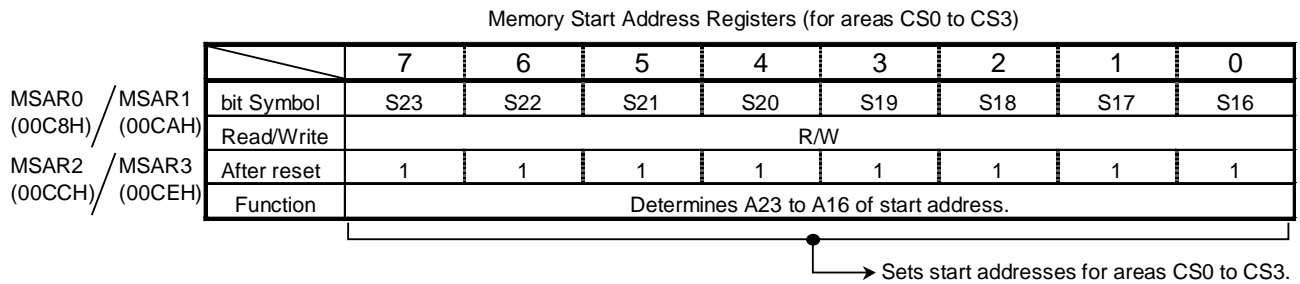 Memory Start Address Registers (for areas CS0 to CS3)
7 6 5 4 3 2 1 0
MSAR0 / MSAR1
(00C8H) (00CAH)
bit Symbol S23 S22 S21 S20 S19 S18 S17 S16
Read/Write R/W
MSAR2 / MSAR3
(00CCH) (00CEH)
After reset 1 1 1 1 1 1 1 1
Function Determines A23 to A16 of start address.
Sets start addresses for areas CS0 to CS3.